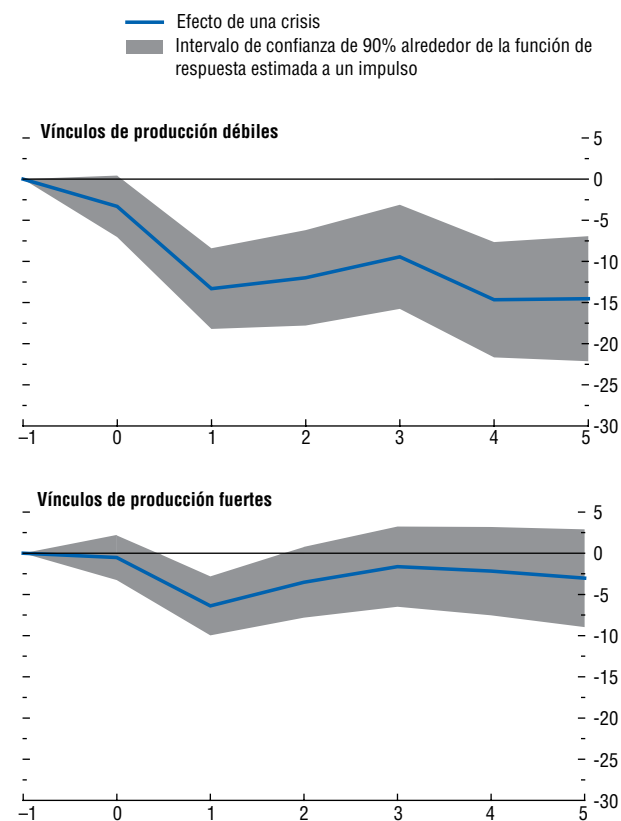 Efecto de una crisis
Intervalo de confianza de 90% alrededor de la función de
respuesta estimada a un impulso
Vínculos de producción débiles
5
0
-5
-10
-15
-20
-25
-30
–1 0 1 2 3 4 5
Vínculos de producción fuertes
5
0
-5
-10
-15
-20
-25
-30
–1 0 1 2 3 4 5